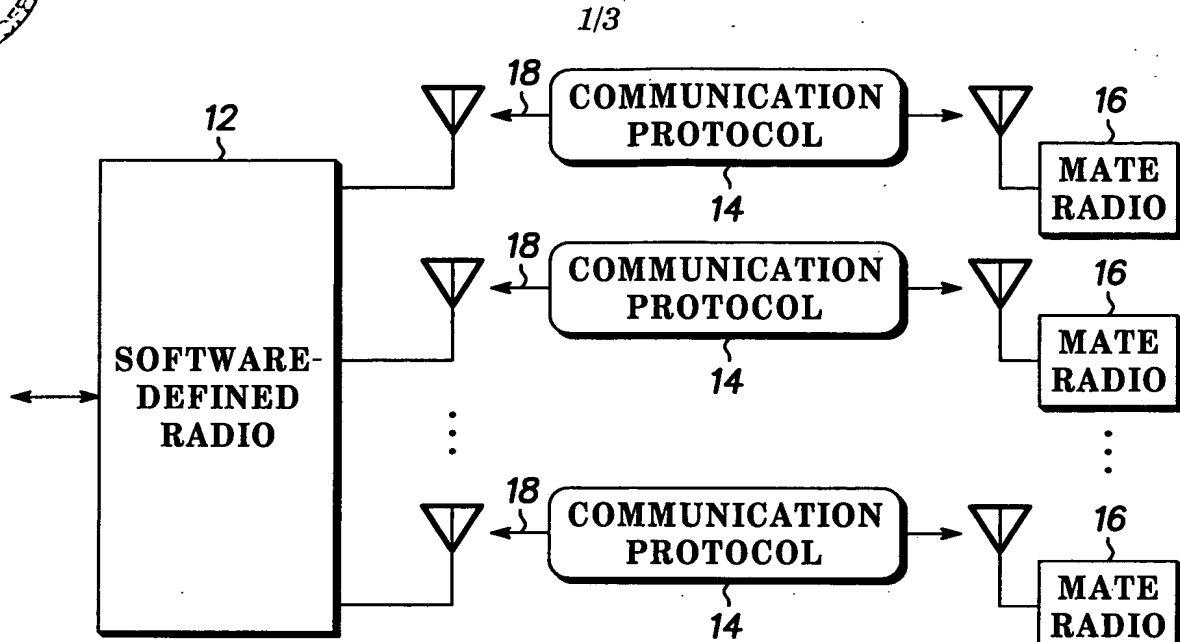 1/3
12
18
COMMUNICATION
PROTOCOL
14
16
MATE
RADIO
18
COMMUNICATION
PROTOCOL
14
16
MATE
RADIO
SOFTWARE-
DEFINED
RADIO
18
COMMUNICATION
PROTOCOL
14
16
MATE
RADIO